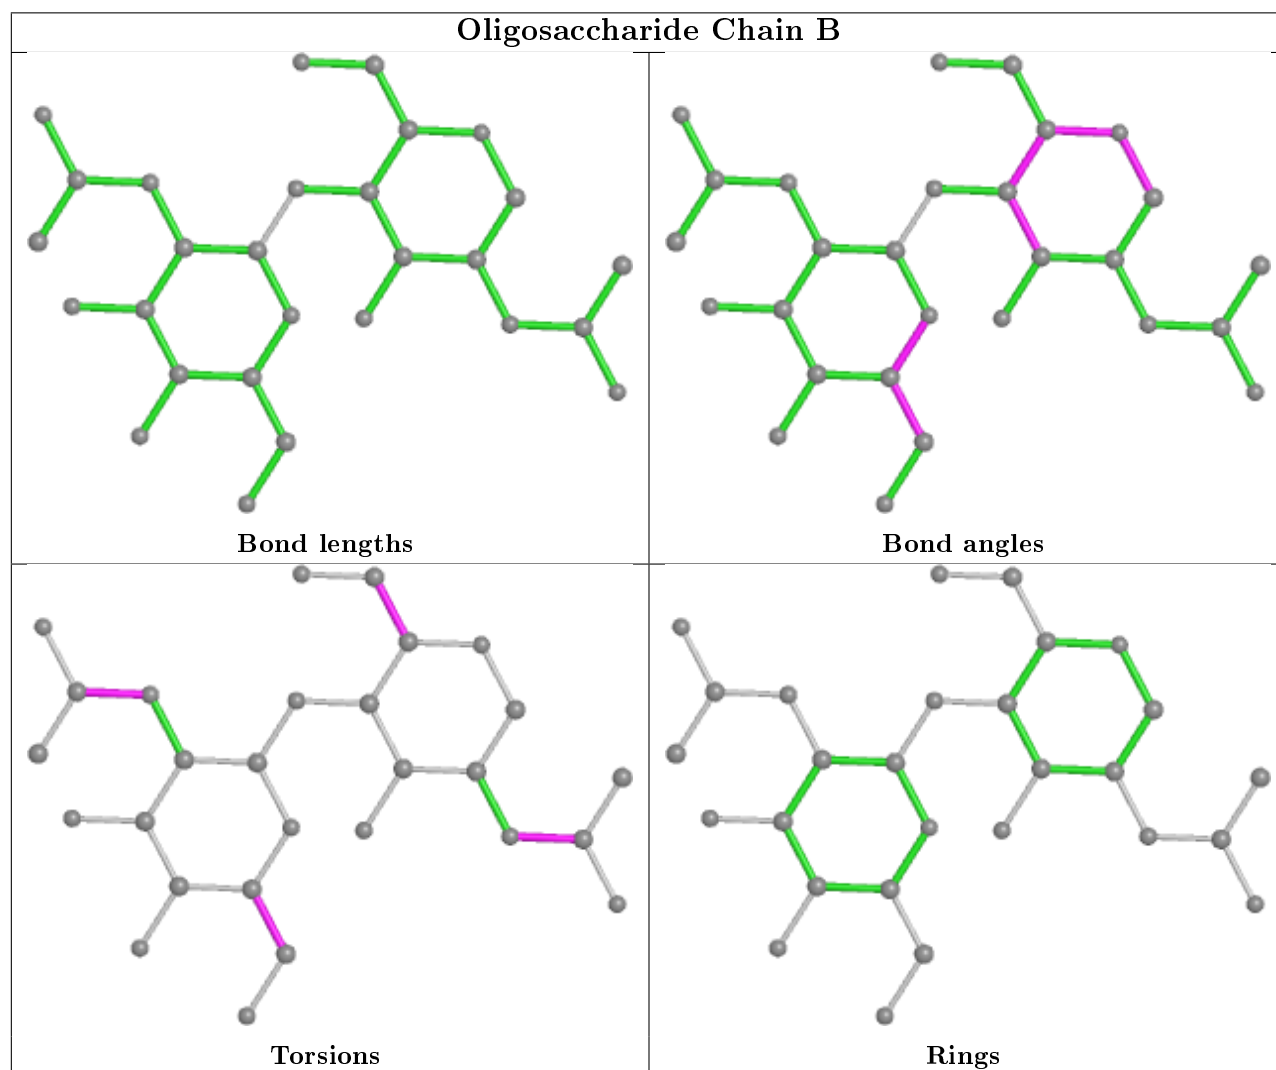 Oligosaccharide Chain B
Bond lengths
Bond angles
Torsions
Rings